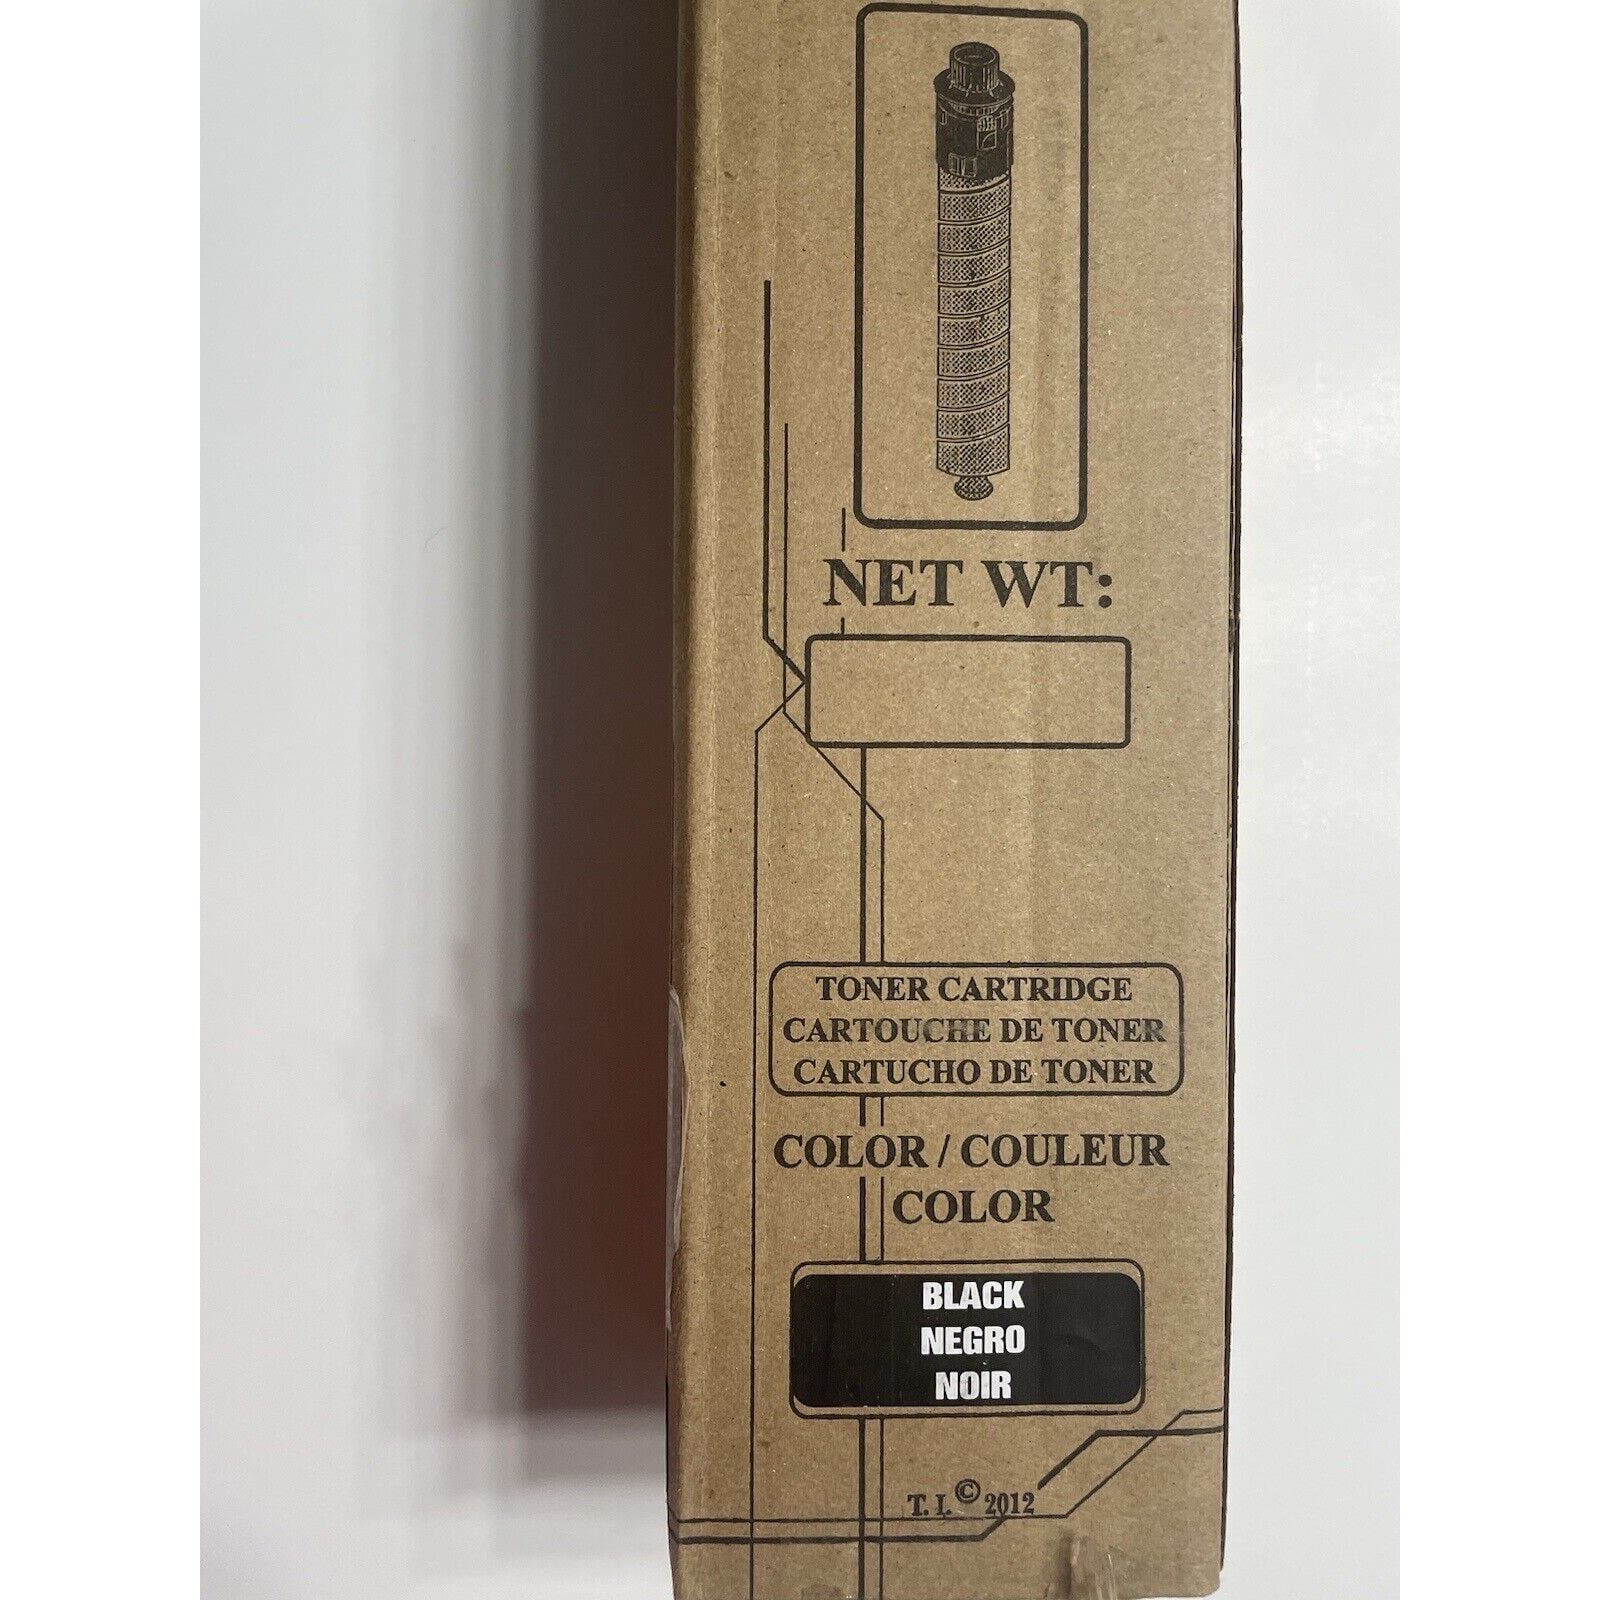 NET WT:
TONER CARTRIDGE
CARTOUCHE DE TONER
CARTUCHO DE TONER
COLOR / COULEUR
COLOR
BLACK
NEGRO
NOIR
T. I. © 2012